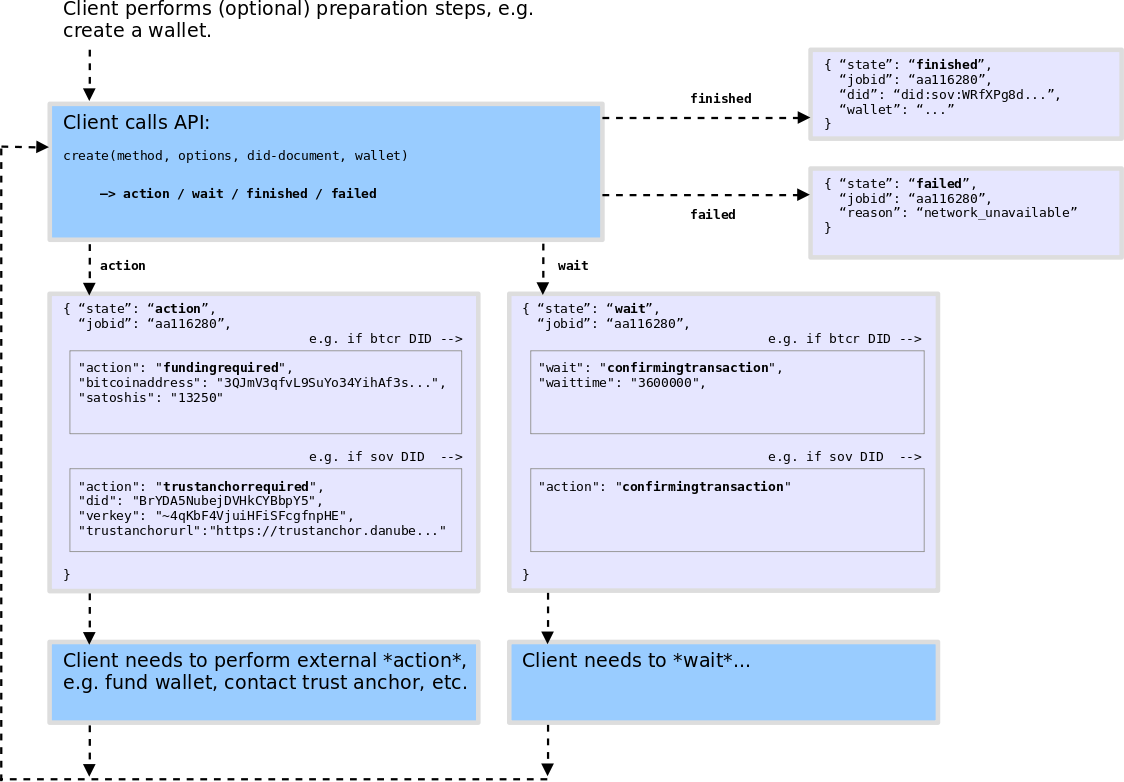 Client performs (optional) preparation steps, e.g.
create a wallet.
Client calls API:
create(method, options, did-document, wallet)
—> action / wait / finished / failed
finished
{ “state”: “finished”,
“jobid”: “aa116280”,
“did”: “did:sov:WRfXPg8d...”,
“wallet”: “...”
}
failed
{ “state”: “failed”,
“jobid”: “aa116280”,
“reason”: “network_unavailable”
}
action
{ “state”: “action”,
“jobid”: “aa116280”,
e.g. if btcr DID -->
"action": "fundingrequired",
"bitcoinaddress": "3QJmV3qfvL9SuYo34YihAf3s...",
"satoshis": "13250"
e.g. if sov DID -->
"action": "trustanchorrequired",
"did": "BrYDA5NubejDVHkCYBbpY5",
"verkey": "~4qKbF4VjuiHFiSFcgfnpHE",
"trustanchorurl":"https://trustanchor.danube..."
}
wait
{ “state”: “wait”,
“jobid”: “aa116280”,
e.g. if btcr DID -->
"wait": "confirmingtransaction",
"waittime": "3600000",
e.g. if sov DID -->
"action": "confirmingtransaction"
}
Client needs to perform external *action*,
e.g. fund wallet, contact trust anchor, etc.
Client needs to *wait*...